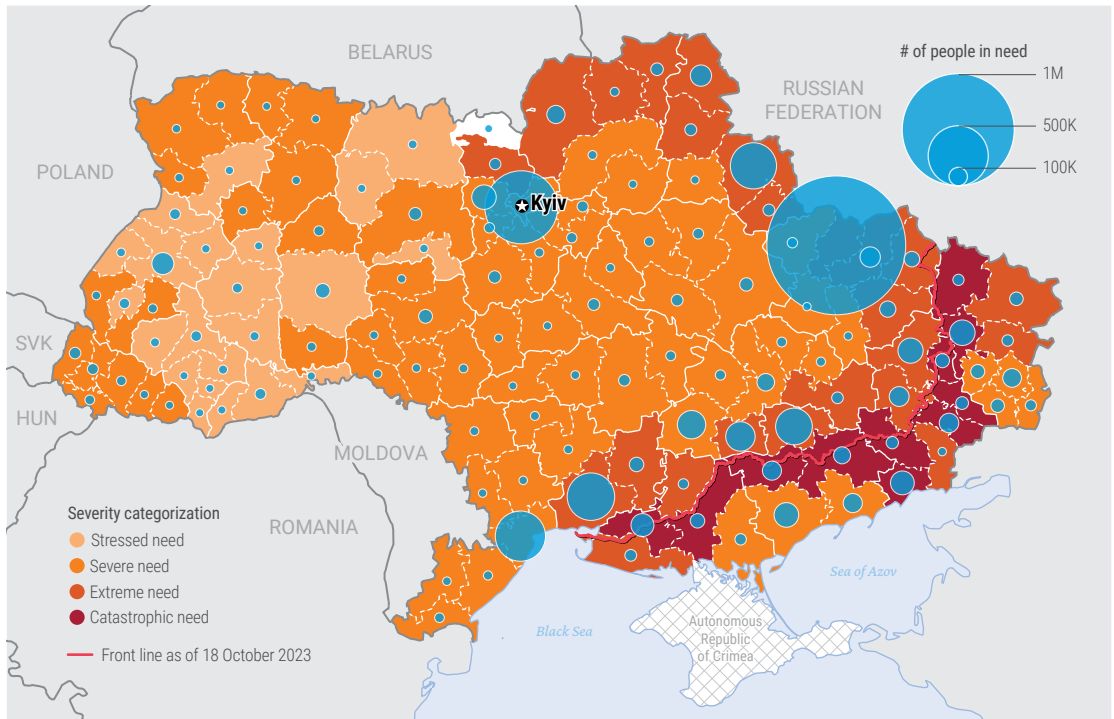 BELARUS
# of people in need
1M
RUSSIAN
FEDERATION
500K
100K
POLAND
Kyiv
SVK
HUN
MOLDOVA
ROMANIA
Severity categorization
Stressed need
Severe need
Extreme need
Catastrophic need
Front line as of 18 October 2023
Sea of Azov
Black Sea
Autonomous
Republic
of Crimea